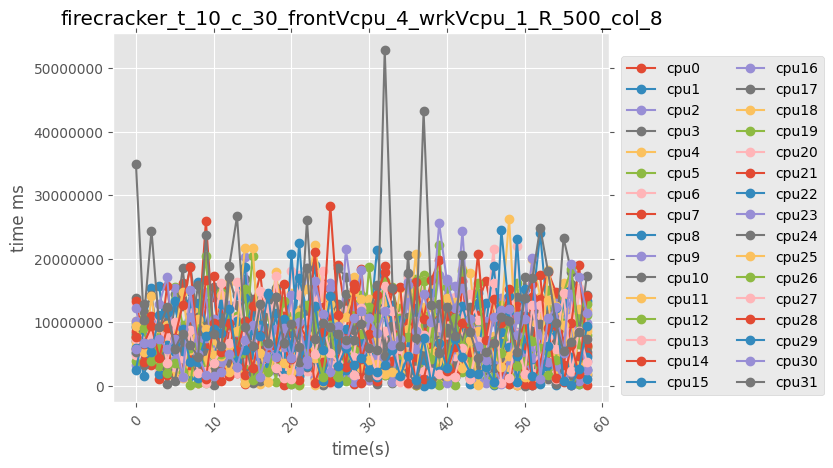 firecracker_t_10_c_30_frontVcpu_4_wrkVcpu_1_R_500_col_8
time ms
50000000
40000000
30000000
20000000
10000000
0
0
10
20
30
40
50
60
time(s)
cpu0
cpu1
cpu2
cpu3
cpu4
cpu5
cpu6
cpu7
cpu8
cpu9
cpu10
cpu11
cpu12
cpu13
cpu14
cpu15
cpu16
cpu17
cpu18
cpu19
cpu20
cpu21
cpu22
cpu23
cpu24
cpu25
cpu26
cpu27
cpu28
cpu29
cpu30
cpu31